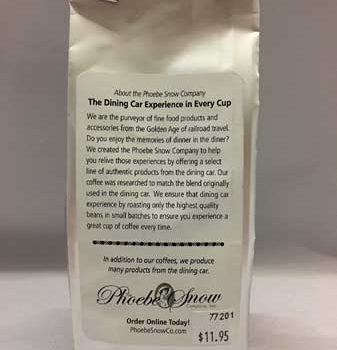 About the Phoebe Snow Company
The Dining Car Experience in Every Cup
We are the purveyor of fine food products and
accessories from the Golden Age of railroad travel.
Do you enjoy the memories of dinner in the diner?
We created the Phoebe Snow Company to help
you relive those experiences by offering a select
line of authentic products from the dining car. Our
coffee was researched to match the blend originally
used in the dining car. We ensure that dining car
experience by roasting only the highest quality
beans in small batches to ensure you experience a
great cup of coffee every time.
In addition to our coffees, we produce
many products from the dining car.
Phoebe Snow
Company, Inc.
77201
Order Online Today!
PhoebeSnowCo.com
$11.95